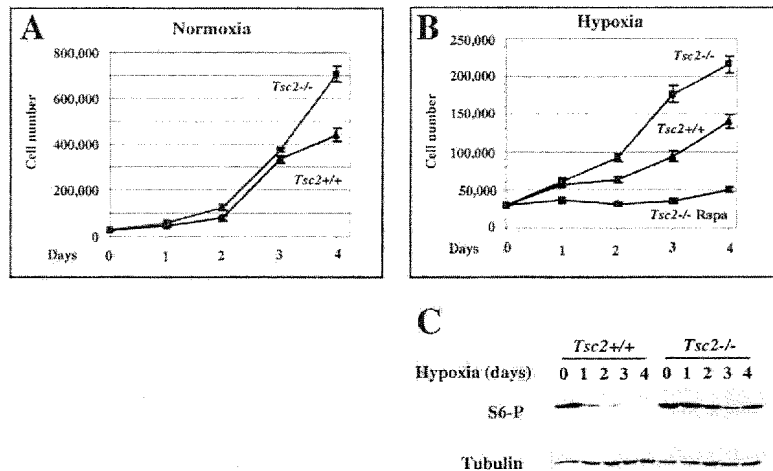 A
Normoxia
800,000
600,000
400,000
200,000
0
Cell number
Tsc2-/-
Tsc2+/+
Days 0 1 2 3 4
B
Hypoxia
250,000
200,000
150,000
100,000
50,000
0
Cell number
Tsc2-/-
Tsc2+/+
Tsc2-/- Rapa
Days 0 1 2 3 4
C
Tsc2+/+ Tsc2-/-
Hypoxia (days) 0 1 2 3 4 0 1 2 3 4
S6-P
Tubulin